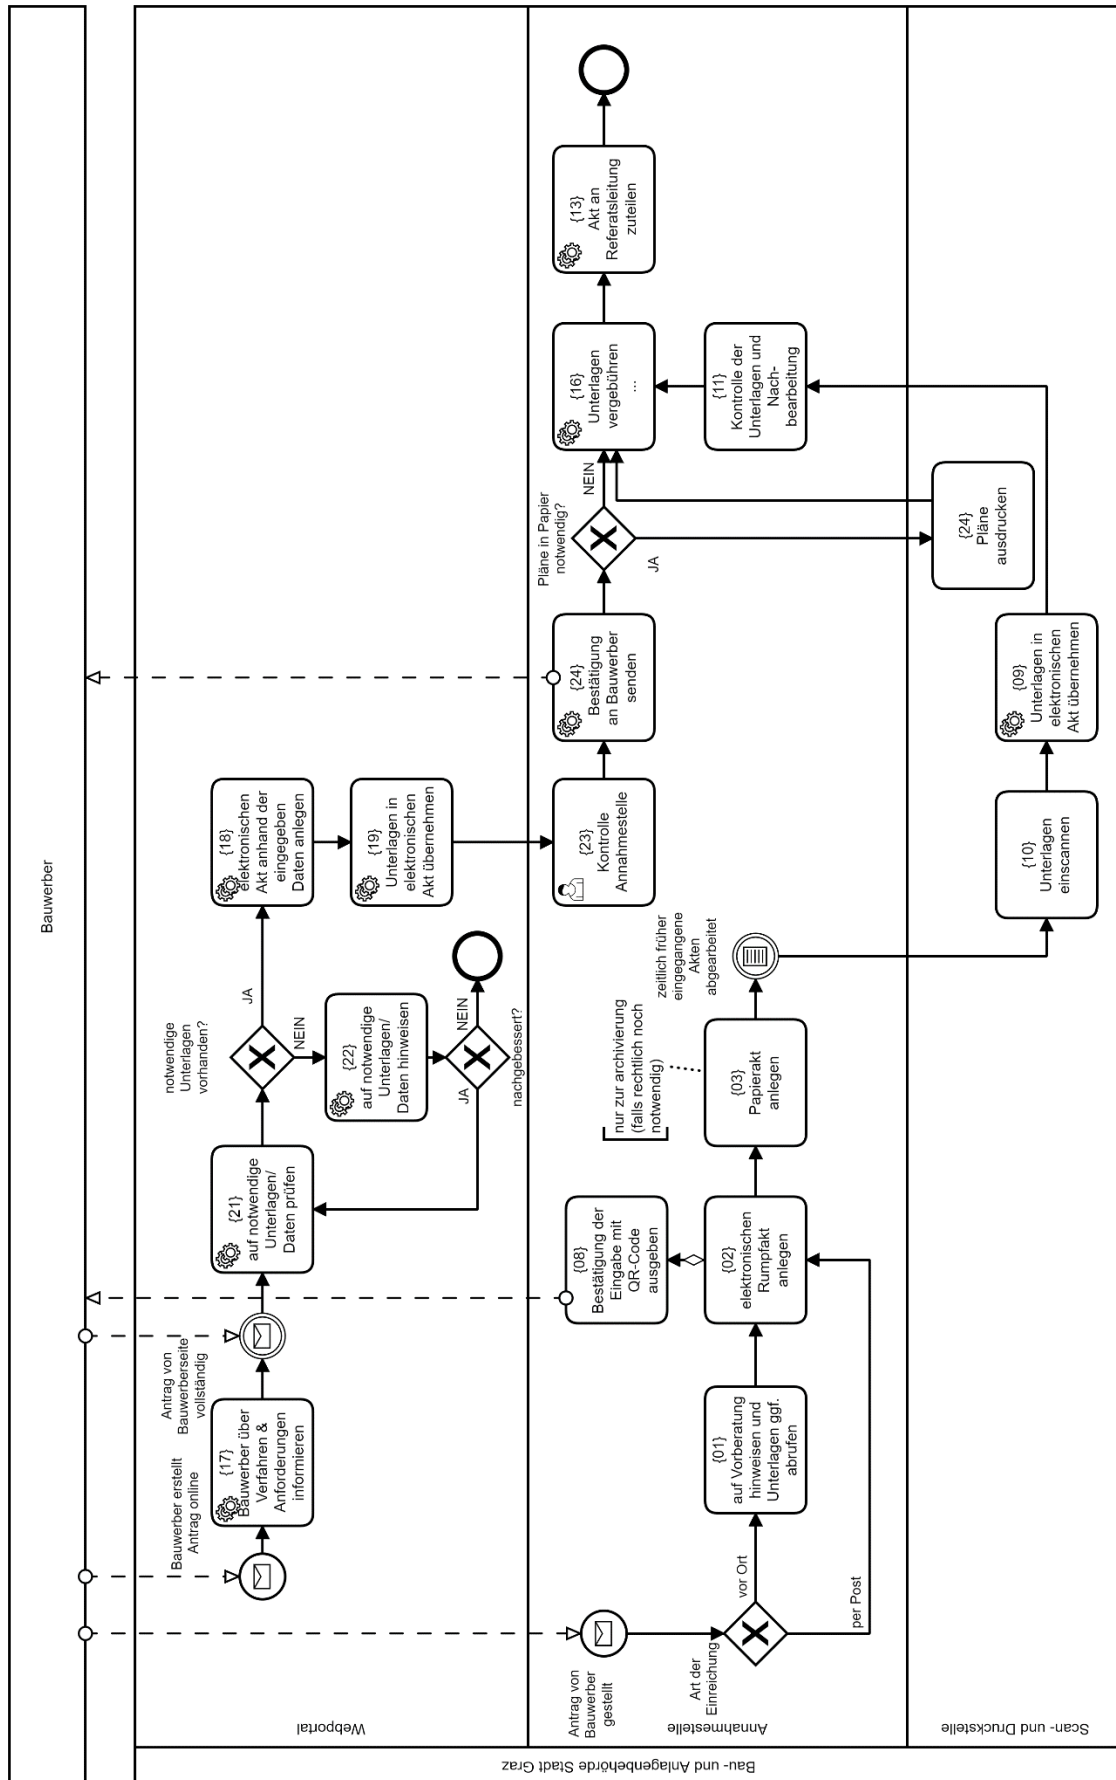 Bauwerber
{13}
Akt an
Referatsleitung
zuteilen
{16}
Unterlagen
vergebühren
...
{11}
Kontrolle der
Unterlagen und
Nach-
bearbeitung
Pläne in Papier
notwendig?
NEIN
JA
{24}
Pläne
ausdrucken
{24}
Bestätigung
an Bauwerber
senden
{09}
Unterlagen in
elektronischen
Akt übernehmen
{18}
elektronischen
Akt anhand der
eingegeben
Daten anlegen
{19}
Unterlagen in
elektronischen
Akt übernehmen
{23}
Kontrolle
Annahmestelle
{10}
Unterlagen
einscannen
notwendige
Unterlagen
vorhanden?
JA
NEIN
{22}
auf notwendige
Unterlagen/
Daten hinweisen
NEIN
JA
nachgebessert?
zeitlich früher
eingegangene
Akten
abgearbeitet
nur zur archivierung
(falls rechtlich noch
notwendig)
{03}
Papierakt
anlegen
{21}
auf notwendige
Unterlagen/
Daten prüfen
{08}
Bestätigung der
Eingabe mit
QR-Code
ausgeben
{02}
elektronischen
Rumpfakt
anlegen
Antrag von
Bauwerberseite
vollständig
{17}
Bauwerber über
Verfahren &
Anforderungen
informieren
Bauwerber erstellt
Antrag online
{01}
auf Vorberatung
hinweisen und
Unterlagen ggf.
abrufen
vor Ort
per Post
Art der
Einreichung
Antrag von
Bauwerber
gestellt
Webportal
Annahmestelle
Scan- und Druckstelle
Bau- und Anlagenbehörde Stadt Graz